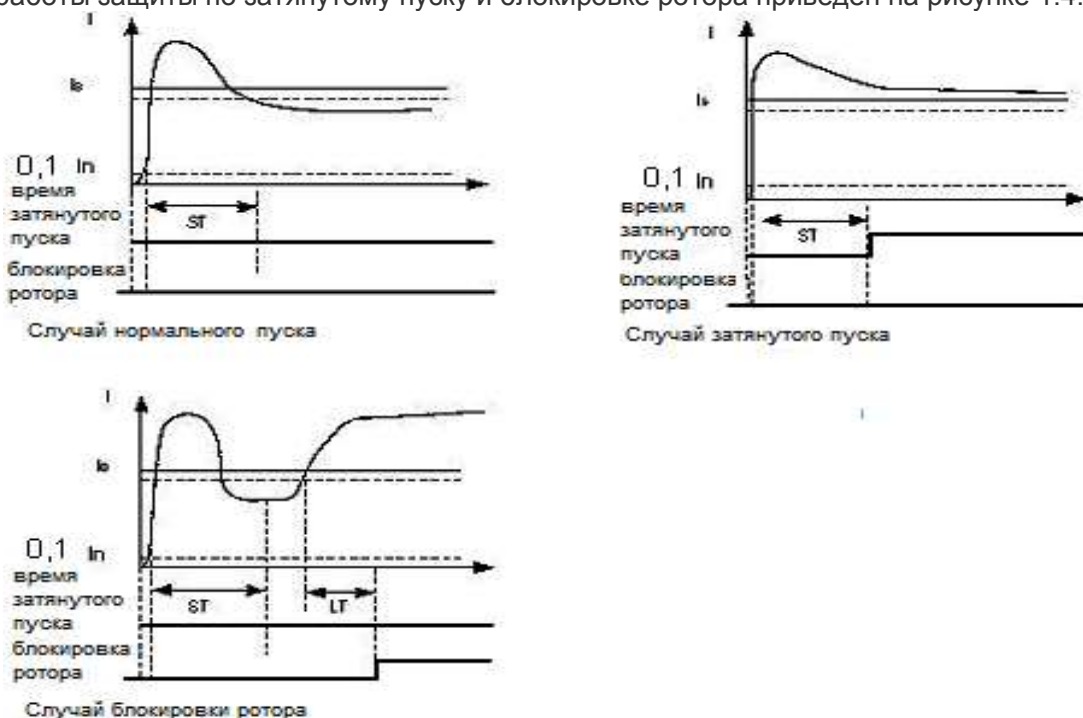 работы защиты по затянутому пуску и блокировке ротора приведен на рисунке 1.4.
I
Is
0,1 In
время
затянутого
пуска
ST
блокировка
ротора
Случай нормального пуска
I
Is
0,1 In
время
затянутого
пуска
ST
блокировка
ротора
Случай затянутого пуска
I
Is
0,1 In
время
затянутого
пуска
ST
LT
блокировка
ротора
Случай блокировки ротора